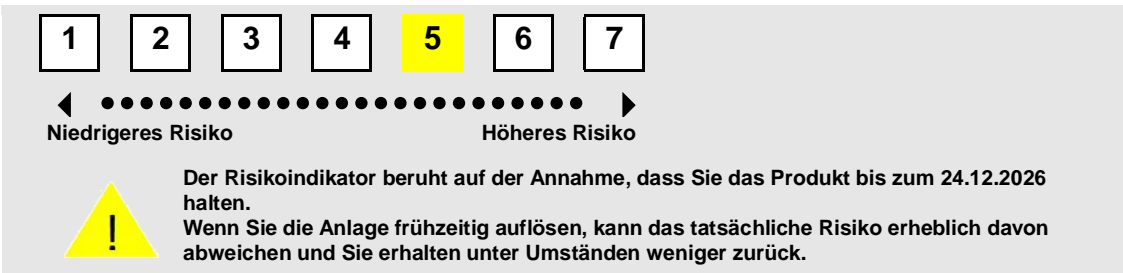 1 2 3 4 5 6 7
Niedrigeres Risiko Höheres Risiko
Der Risikoindikator beruht auf der Annahme, dass Sie das Produkt bis zum 24.12.2026
halten.
Wenn Sie die Anlage frühzeitig auflösen, kann das tatsächliche Risiko erheblich davon
abweichen und Sie erhalten unter Umständen weniger zurück.
!